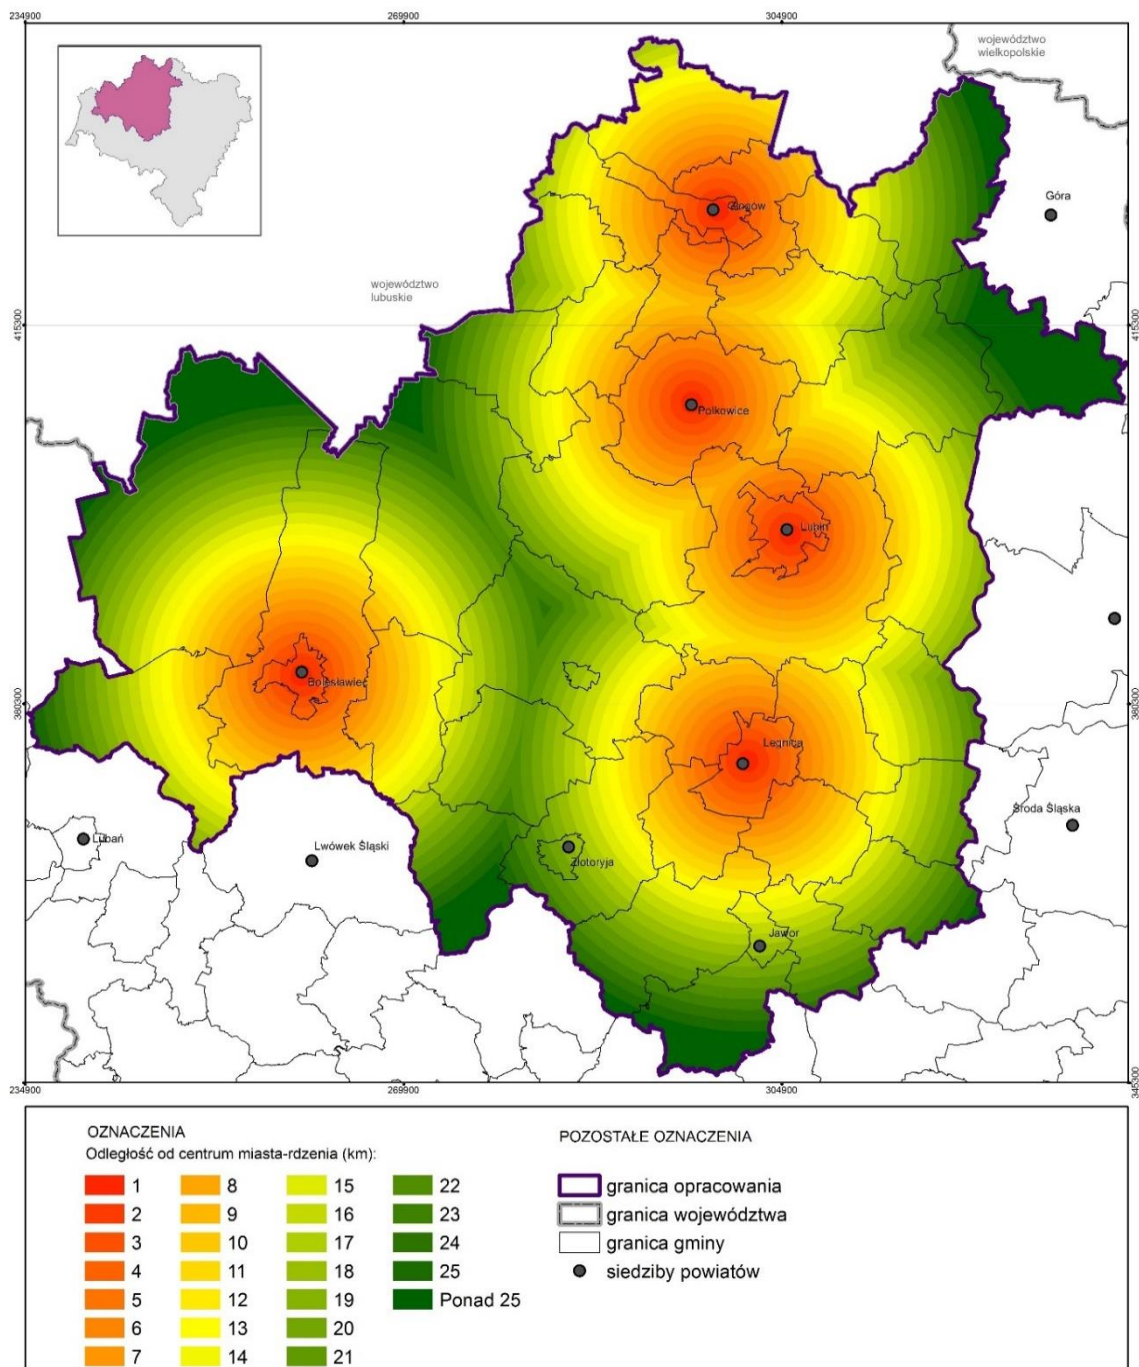 234900
269900
304900
województwo
wielkopolskie
Góra
Głogów
województwo
lubuskie
415300
415300
Polkowice
Lubin
Bolesławiec
380300
380300
Legnica
Środa Śląska
Lubań
Lwówek Śląski
Złotoryja
Jawor
234900
269900
304900
345300
OZNACZENIA
Odległość od centrum miasta-rdzenia (km):
1
2
3
4
5
6
7
8
9
10
11
12
13
14
15
16
17
18
19
20
21
22
23
24
25
Ponad 25
POZOSTAŁE OZNACZENIA
granica opracowania
granica województwa
granica gminy
siedziby powiatów